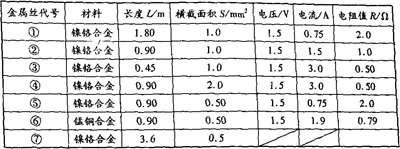 金属丝代号 材料 长度 L/m 横截面积 S/mm² 电压/V 电流/A 电阻值 R/Ω
① 镍铬合金 1.80 1.0 1.5 0.75 2.0
② 镍铬合金 0.90 1.0 1.5 1.5 1.0
③ 镍铬合金 0.45 1.0 1.5 3.0 0.50
④ 镍铬合金 0.90 2.0 1.5 3.0 0.50
⑤ 镍铬合金 0.90 0.50 1.5 0.75 2.0
⑥ 锰铜合金 0.90 0.50 1.5 1.9 0.79
⑦ 镍铬合金 3.6 0.5